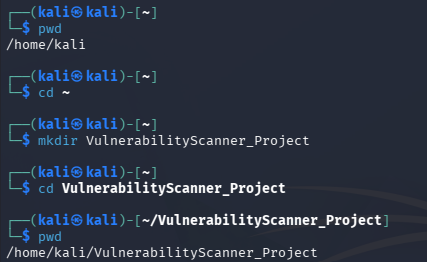 ┌──(kali㉿kali)-[~]
└─$ pwd
/home/kali
┌──(kali㉿kali)-[~]
└─$ cd ~
┌──(kali㉿kali)-[~]
└─$ mkdir VulnerabilityScanner_Project
┌──(kali㉿kali)-[~]
└─$ cd VulnerabilityScanner_Project
┌──(kali㉿kali)-[~/VulnerabilityScanner_Project]
└─$ pwd
/home/kali/VulnerabilityScanner_Project